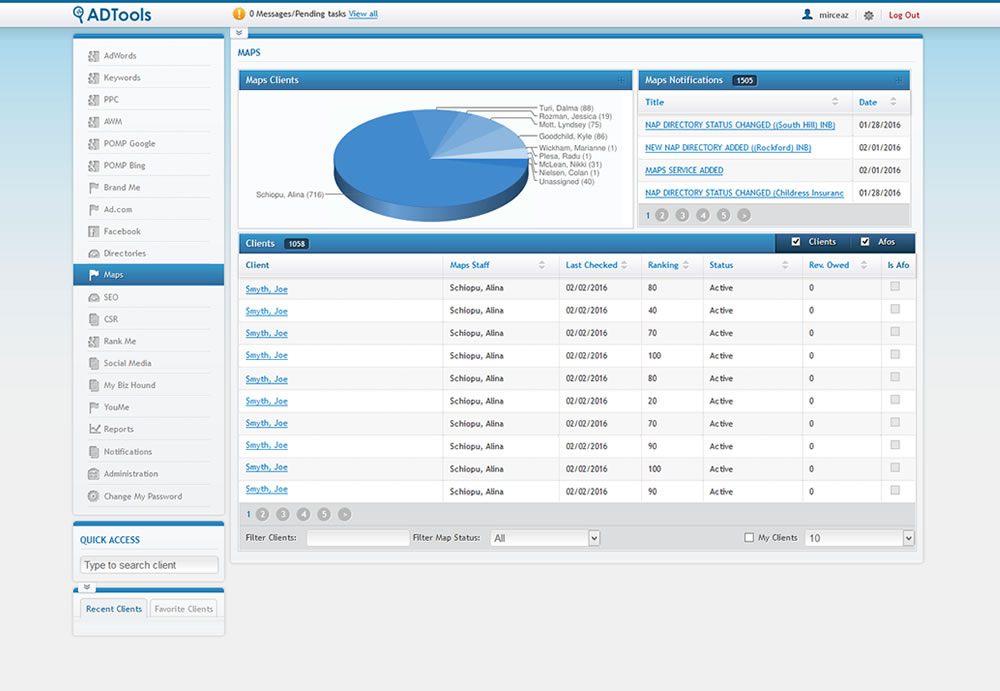 ADTools
0 Messages/Pending tasks View all
mirceaz
Log Out
AdWords
Keywords
PPC
AWM
POMP Google
POMP Bing
Brand Me
Ad.com
Facebook
Directories
Maps
SEO
CSR
Rank Me
Social Media
My Biz Hound
YouMe
Reports
Notifications
Administration
Change My Password
QUICK ACCESS
Type to search client
Recent Clients
Favorite Clients
MAPS
Maps Clients
Turi, Dalma (88)
Rozman, Jessica (19)
Mott, Lyndsey (75)
Goodchild, Kyle (86)
Wickham, Marianne (1)
Plesa, Radu (1)
McLean, Nikki (31)
Nielsen, Colan (1)
Unassigned (40)
Schiopu, Alina (716)
Maps Notifications 1505
Title Date
NAP DIRECTORY STATUS CHANGED ((South Hill) INB) 01/28/2016
NEW NAP DIRECTORY ADDED ((Rockford) INB) 02/01/2016
MAPS SERVICE ADDED 02/01/2016
NAP DIRECTORY STATUS CHANGED (Childress Insuranc 01/28/2016
1 2 3 4 5 >
Clients 1058 Clients Afos
Client Maps Staff Last Checked Ranking Status Rev. Owed Is Afo
Smyth, Joe Schiopu, Alina 02/02/2016 80 Active 0
Smyth, Joe Schiopu, Alina 02/02/2016 40 Active 0
Smyth, Joe Schiopu, Alina 02/02/2016 70 Active 0
Smyth, Joe Schiopu, Alina 02/02/2016 100 Active 0
Smyth, Joe Schiopu, Alina 02/02/2016 80 Active 0
Smyth, Joe Schiopu, Alina 02/02/2016 20 Active 0
Smyth, Joe Schiopu, Alina 02/02/2016 70 Active 0
Smyth, Joe Schiopu, Alina 02/02/2016 90 Active 0
Smyth, Joe Schiopu, Alina 02/02/2016 100 Active 0
Smyth, Joe Schiopu, Alina 02/02/2016 90 Active 0
1 2 3 4 5 >
Filter Clients: Filter Map Status: All My Clients 10